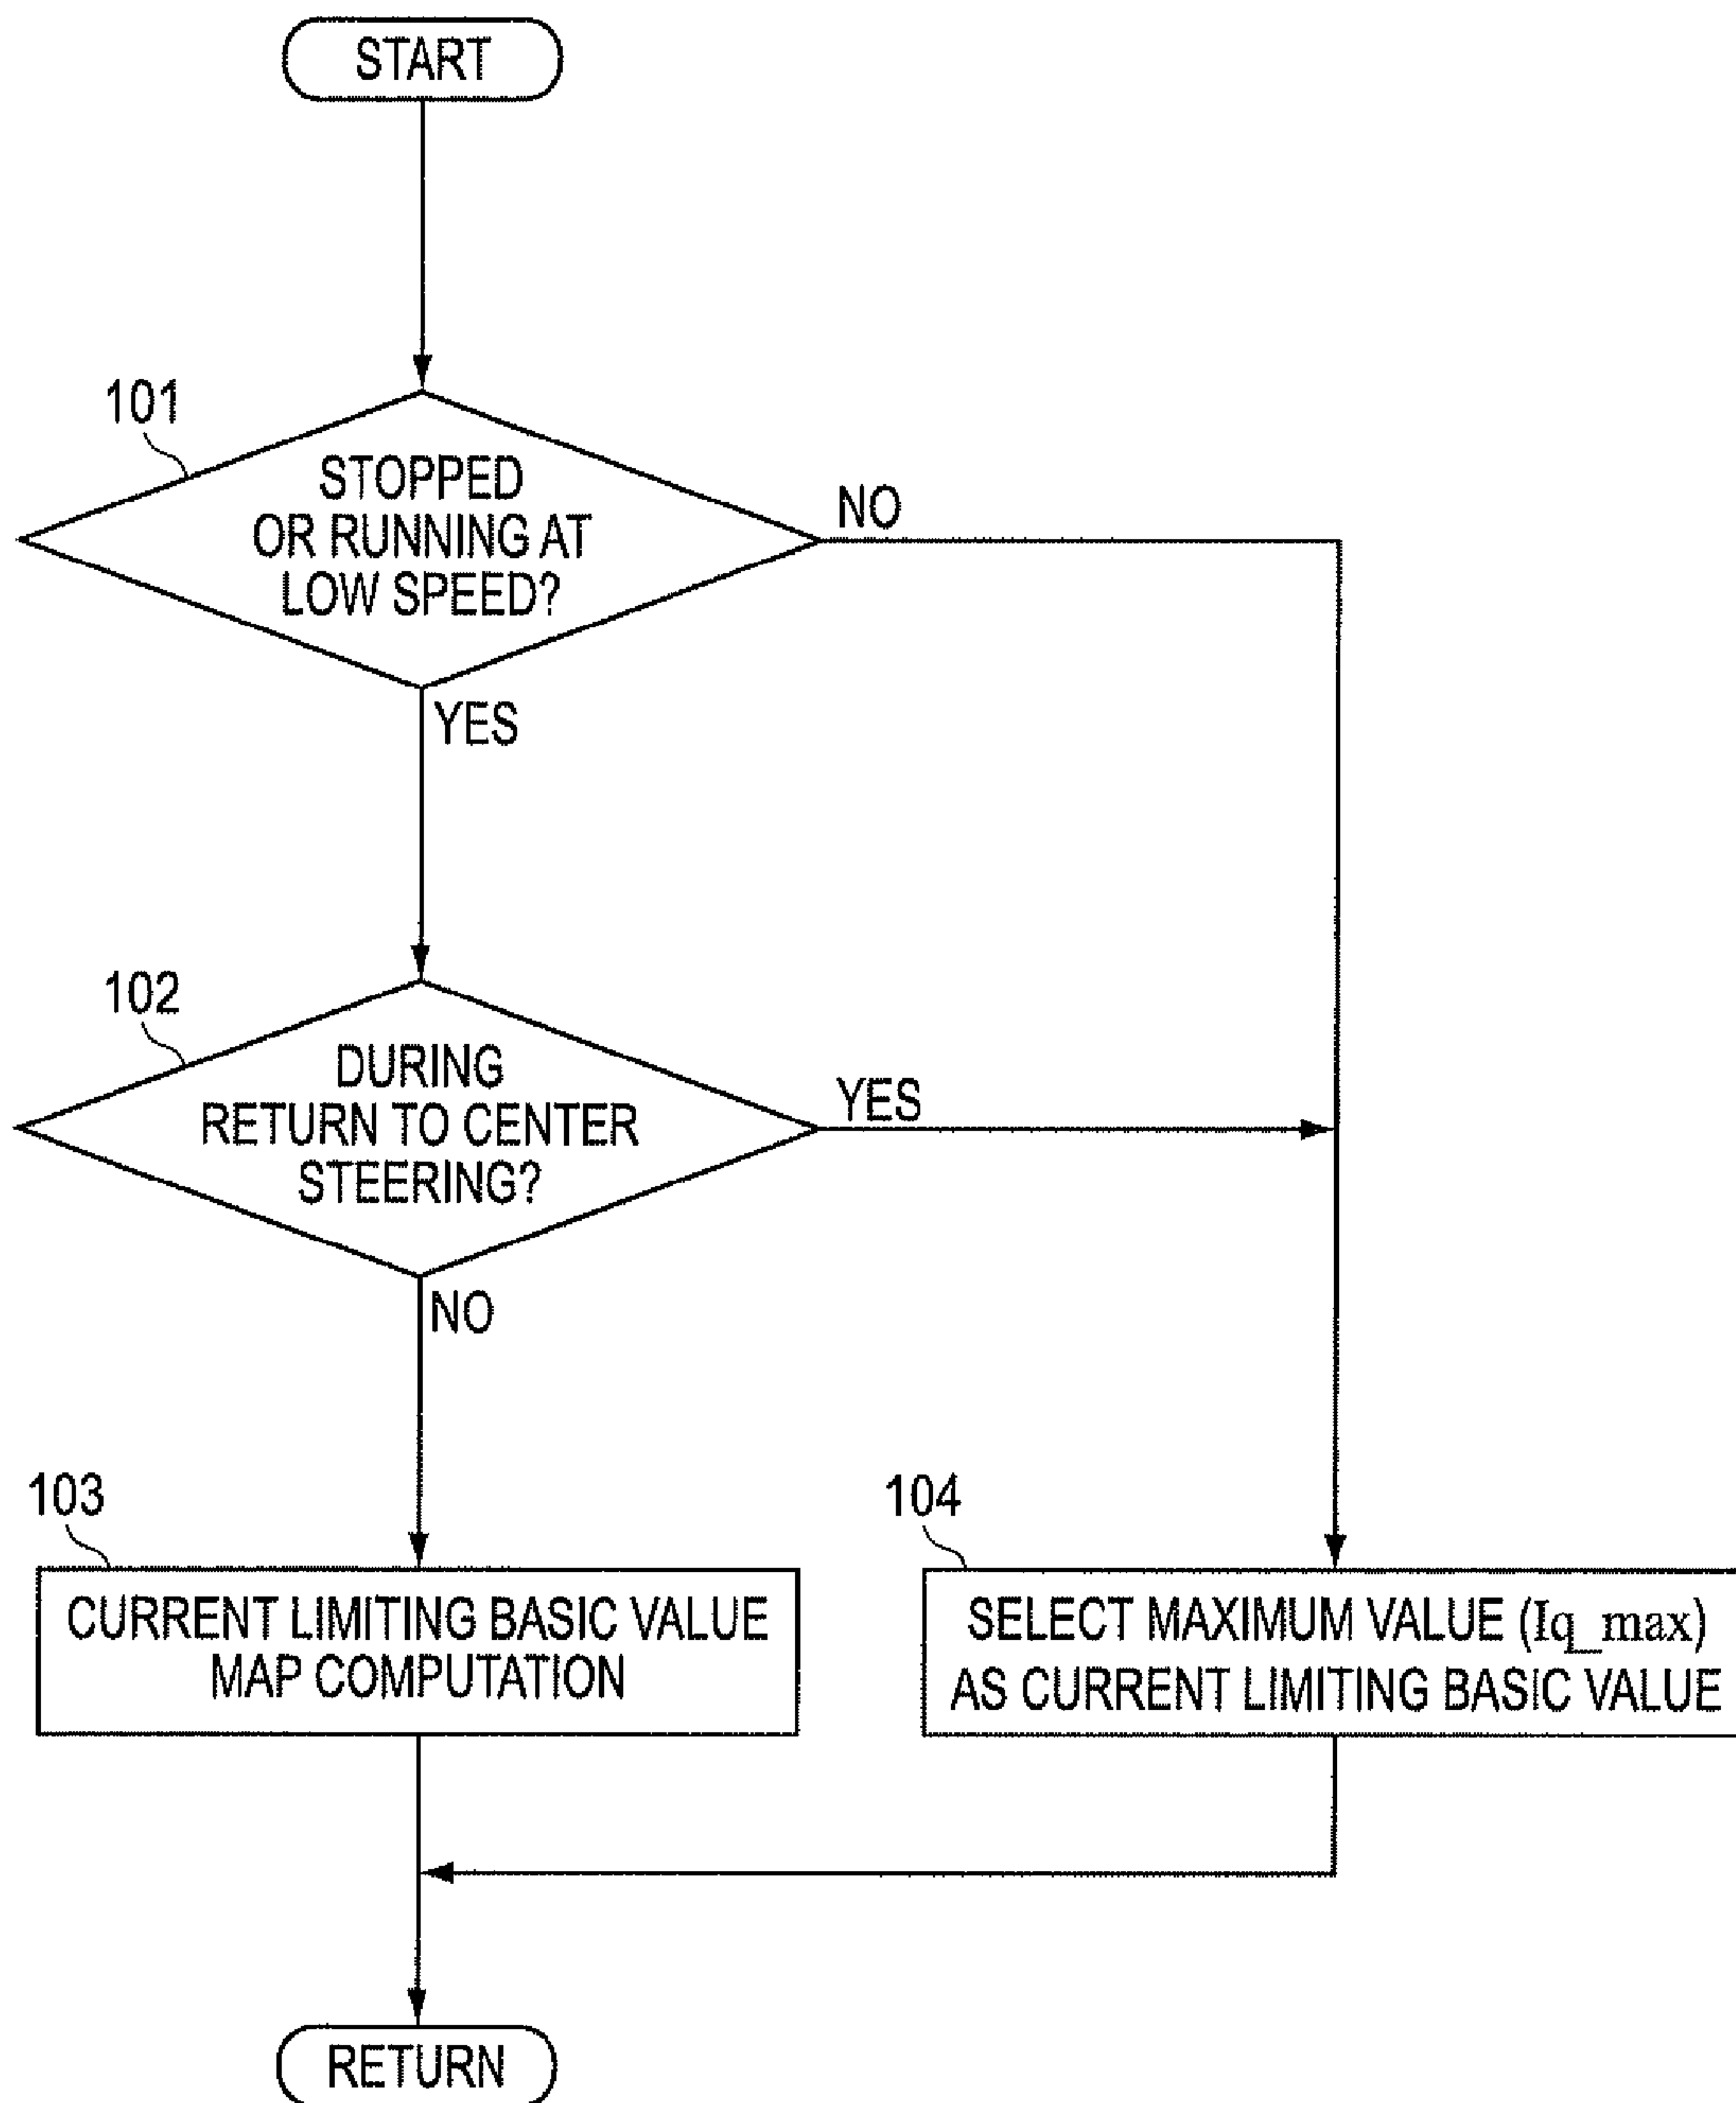 START
101
STOPPED
OR RUNNING AT
LOW SPEED?
NO
YES
102
DURING
RETURN TO CENTER
STEERING?
YES
NO
103
CURRENT LIMITING BASIC VALUE
MAP COMPUTATION
104
SELECT MAXIMUM VALUE (Iq_max)
AS CURRENT LIMITING BASIC VALUE
RETURN